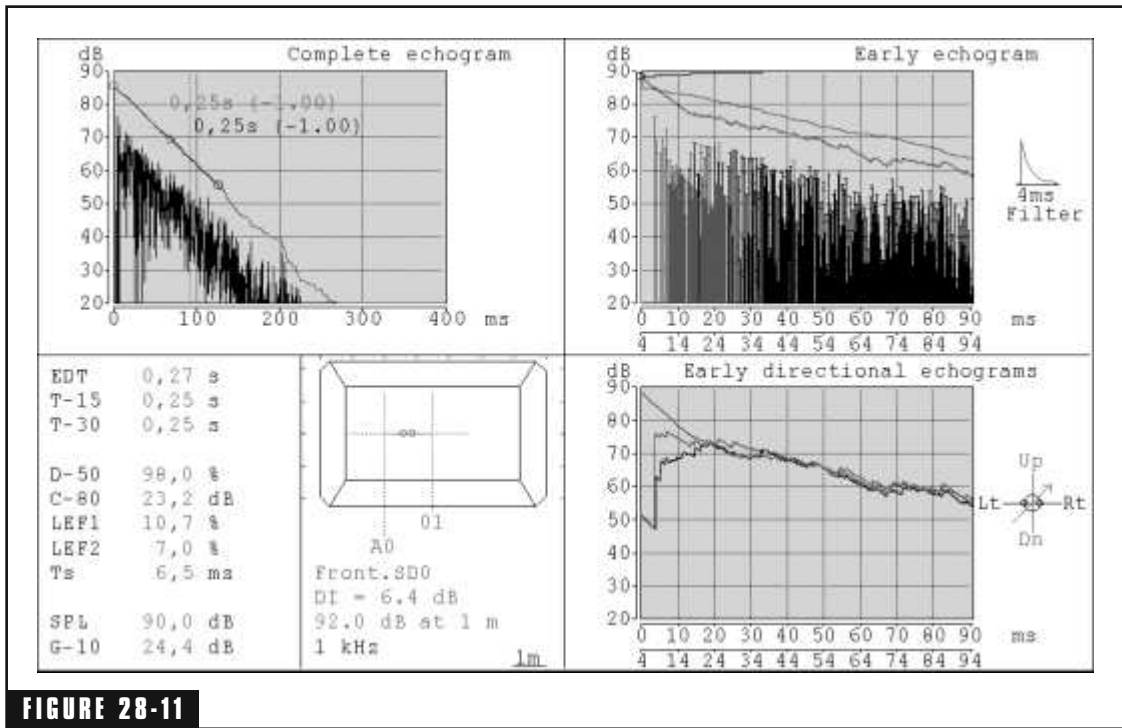 Complete echogram
dB
90
80
70
60
50
40
30
20
0,25s (-1.00)
0,25s (-1.00)
0 100 200 300 400 ms
Early echogram
dB
90
80
70
60
50
40
30
20
0 10 20 30 40 50 60 70 80 90 ms
4 14 24 34 44 54 64 74 84 94
4ms
Filter
EDT 0,27 s
T-15 0,25 s
T-30 0,25 s
D-50 98,0 %
C-80 23,2 dB
LEF1 10,7 %
LEF2 7,0 %
Ts 6,5 ms
SPL 90,0 dB
G-10 24,4 dB
01
A0
Front.SD0
DI = 6.4 dB
92.0 dB at 1 m
1 kHz
1m
Early directional echograms
dB
90
80
70
60
50
40
30
20
0 10 20 30 40 50 60 70 80 90 ms
4 14 24 34 44 54 64 74 84 94
Up
Lt Rt
Dn
FIGURE 28-11